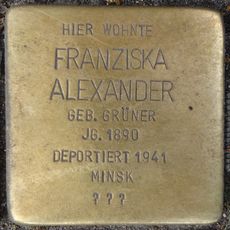 HIER WOHNTE
FRANZISKA
ALEXANDER
GEB. GRÜNER
JG. 1890
DEPORTIERT 1941
MINSK
? ? ?